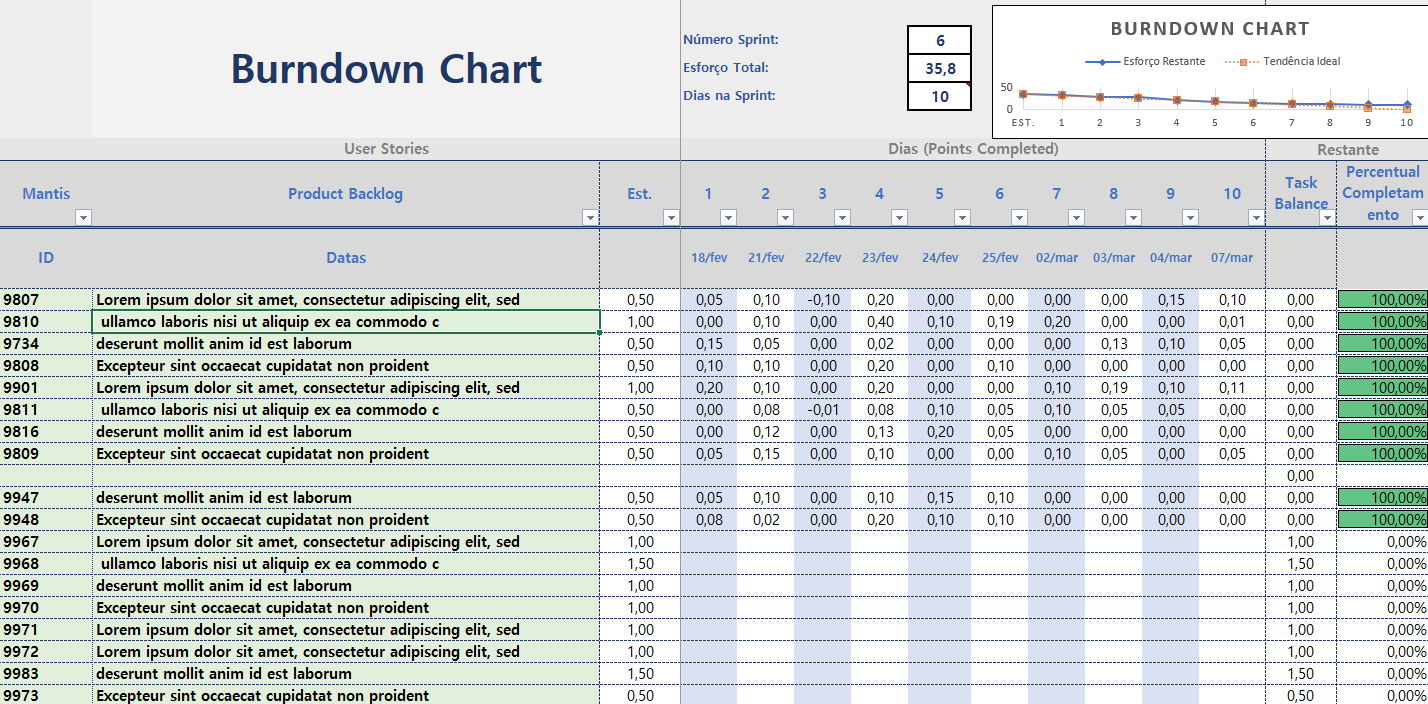 Burndown Chart
Número Sprint: 6
Esforço Total: 35,8
Dias na Sprint: 10
BURNDOWN CHART
Esforço Restante Tendência Ideal
50
0
EST. 1 2 3 4 5 6 7 8 9 10
User Stories Dias (Points Completed) Restante
Mantis Product Backlog Est. 1 2 3 4 5 6 7 8 9 10 Task Balance Percentual Completam ento
ID Datas 18/fev 21/fev 22/fev 23/fev 24/fev 25/fev 02/mar 03/mar 04/mar 07/mar
9807 Lorem ipsum dolor sit amet, consectetur adipiscing elit, sed 0,50 0,05 0,10 -0,10 0,20 0,00 0,00 0,00 0,00 0,15 0,10 0,00 100,00%
9810 ullamco laboris nisi ut aliquip ex ea commodo c 1,00 0,00 0,10 0,00 0,40 0,10 0,19 0,20 0,00 0,00 0,01 0,00 100,00%
9734 deserunt mollit anim id est laborum 0,50 0,15 0,05 0,00 0,02 0,00 0,00 0,00 0,13 0,10 0,05 0,00 100,00%
9808 Excepteur sint occaecat cupidatat non proident 0,50 0,10 0,10 0,00 0,20 0,00 0,10 0,00 0,00 0,00 0,00 0,00 100,00%
9901 Lorem ipsum dolor sit amet, consectetur adipiscing elit, sed 1,00 0,20 0,10 0,00 0,20 0,00 0,00 0,10 0,19 0,10 0,11 0,00 100,00%
9811 ullamco laboris nisi ut aliquip ex ea commodo c 0,50 0,00 0,08 -0,01 0,08 0,10 0,05 0,10 0,05 0,05 0,00 0,00 100,00%
9816 deserunt mollit anim id est laborum 0,50 0,00 0,12 0,00 0,13 0,20 0,05 0,00 0,00 0,00 0,00 0,00 100,00%
9809 Excepteur sint occaecat cupidatat non proident 0,50 0,05 0,15 0,00 0,10 0,00 0,00 0,10 0,05 0,00 0,05 0,00 100,00%
0,00
9947 deserunt mollit anim id est laborum 0,50 0,05 0,10 0,00 0,10 0,15 0,10 0,00 0,00 0,00 0,00 0,00 100,00%
9948 Excepteur sint occaecat cupidatat non proident 0,50 0,08 0,02 0,00 0,20 0,10 0,10 0,00 0,00 0,00 0,00 0,00 100,00%
9967 Lorem ipsum dolor sit amet, consectetur adipiscing elit, sed 1,00 1,00 0,00%
9968 ullamco laboris nisi ut aliquip ex ea commodo c 1,50 1,50 0,00%
9969 deserunt mollit anim id est laborum 1,00 1,00 0,00%
9970 Excepteur sint occaecat cupidatat non proident 1,00 1,00 0,00%
9971 Lorem ipsum dolor sit amet, consectetur adipiscing elit, sed 1,00 1,00 0,00%
9972 Lorem ipsum dolor sit amet, consectetur adipiscing elit, sed 1,00 1,00 0,00%
9983 deserunt mollit anim id est laborum 1,50 1,50 0,00%
9973 Excepteur sint occaecat cupidatat non proident 0,50 0,50 0,00%